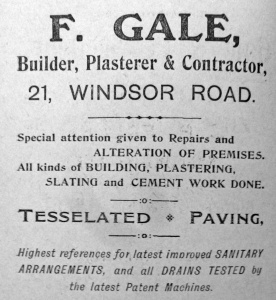 F. GALE,
Builder, Plasterer & Contractor,
21, WINDSOR ROAD.
Special attention given to Repairs and
ALTERATION OF PREMISES.
All kinds of BUILDING, PLASTERING,
SLATING and CEMENT WORK DONE.
—:o:—
TESSELATED * PAVING,
—:o:—
Highest references for latest improved SANITARY
ARRANGEMENTS, and all DRAINS TESTED by
the latest Patent Machines.